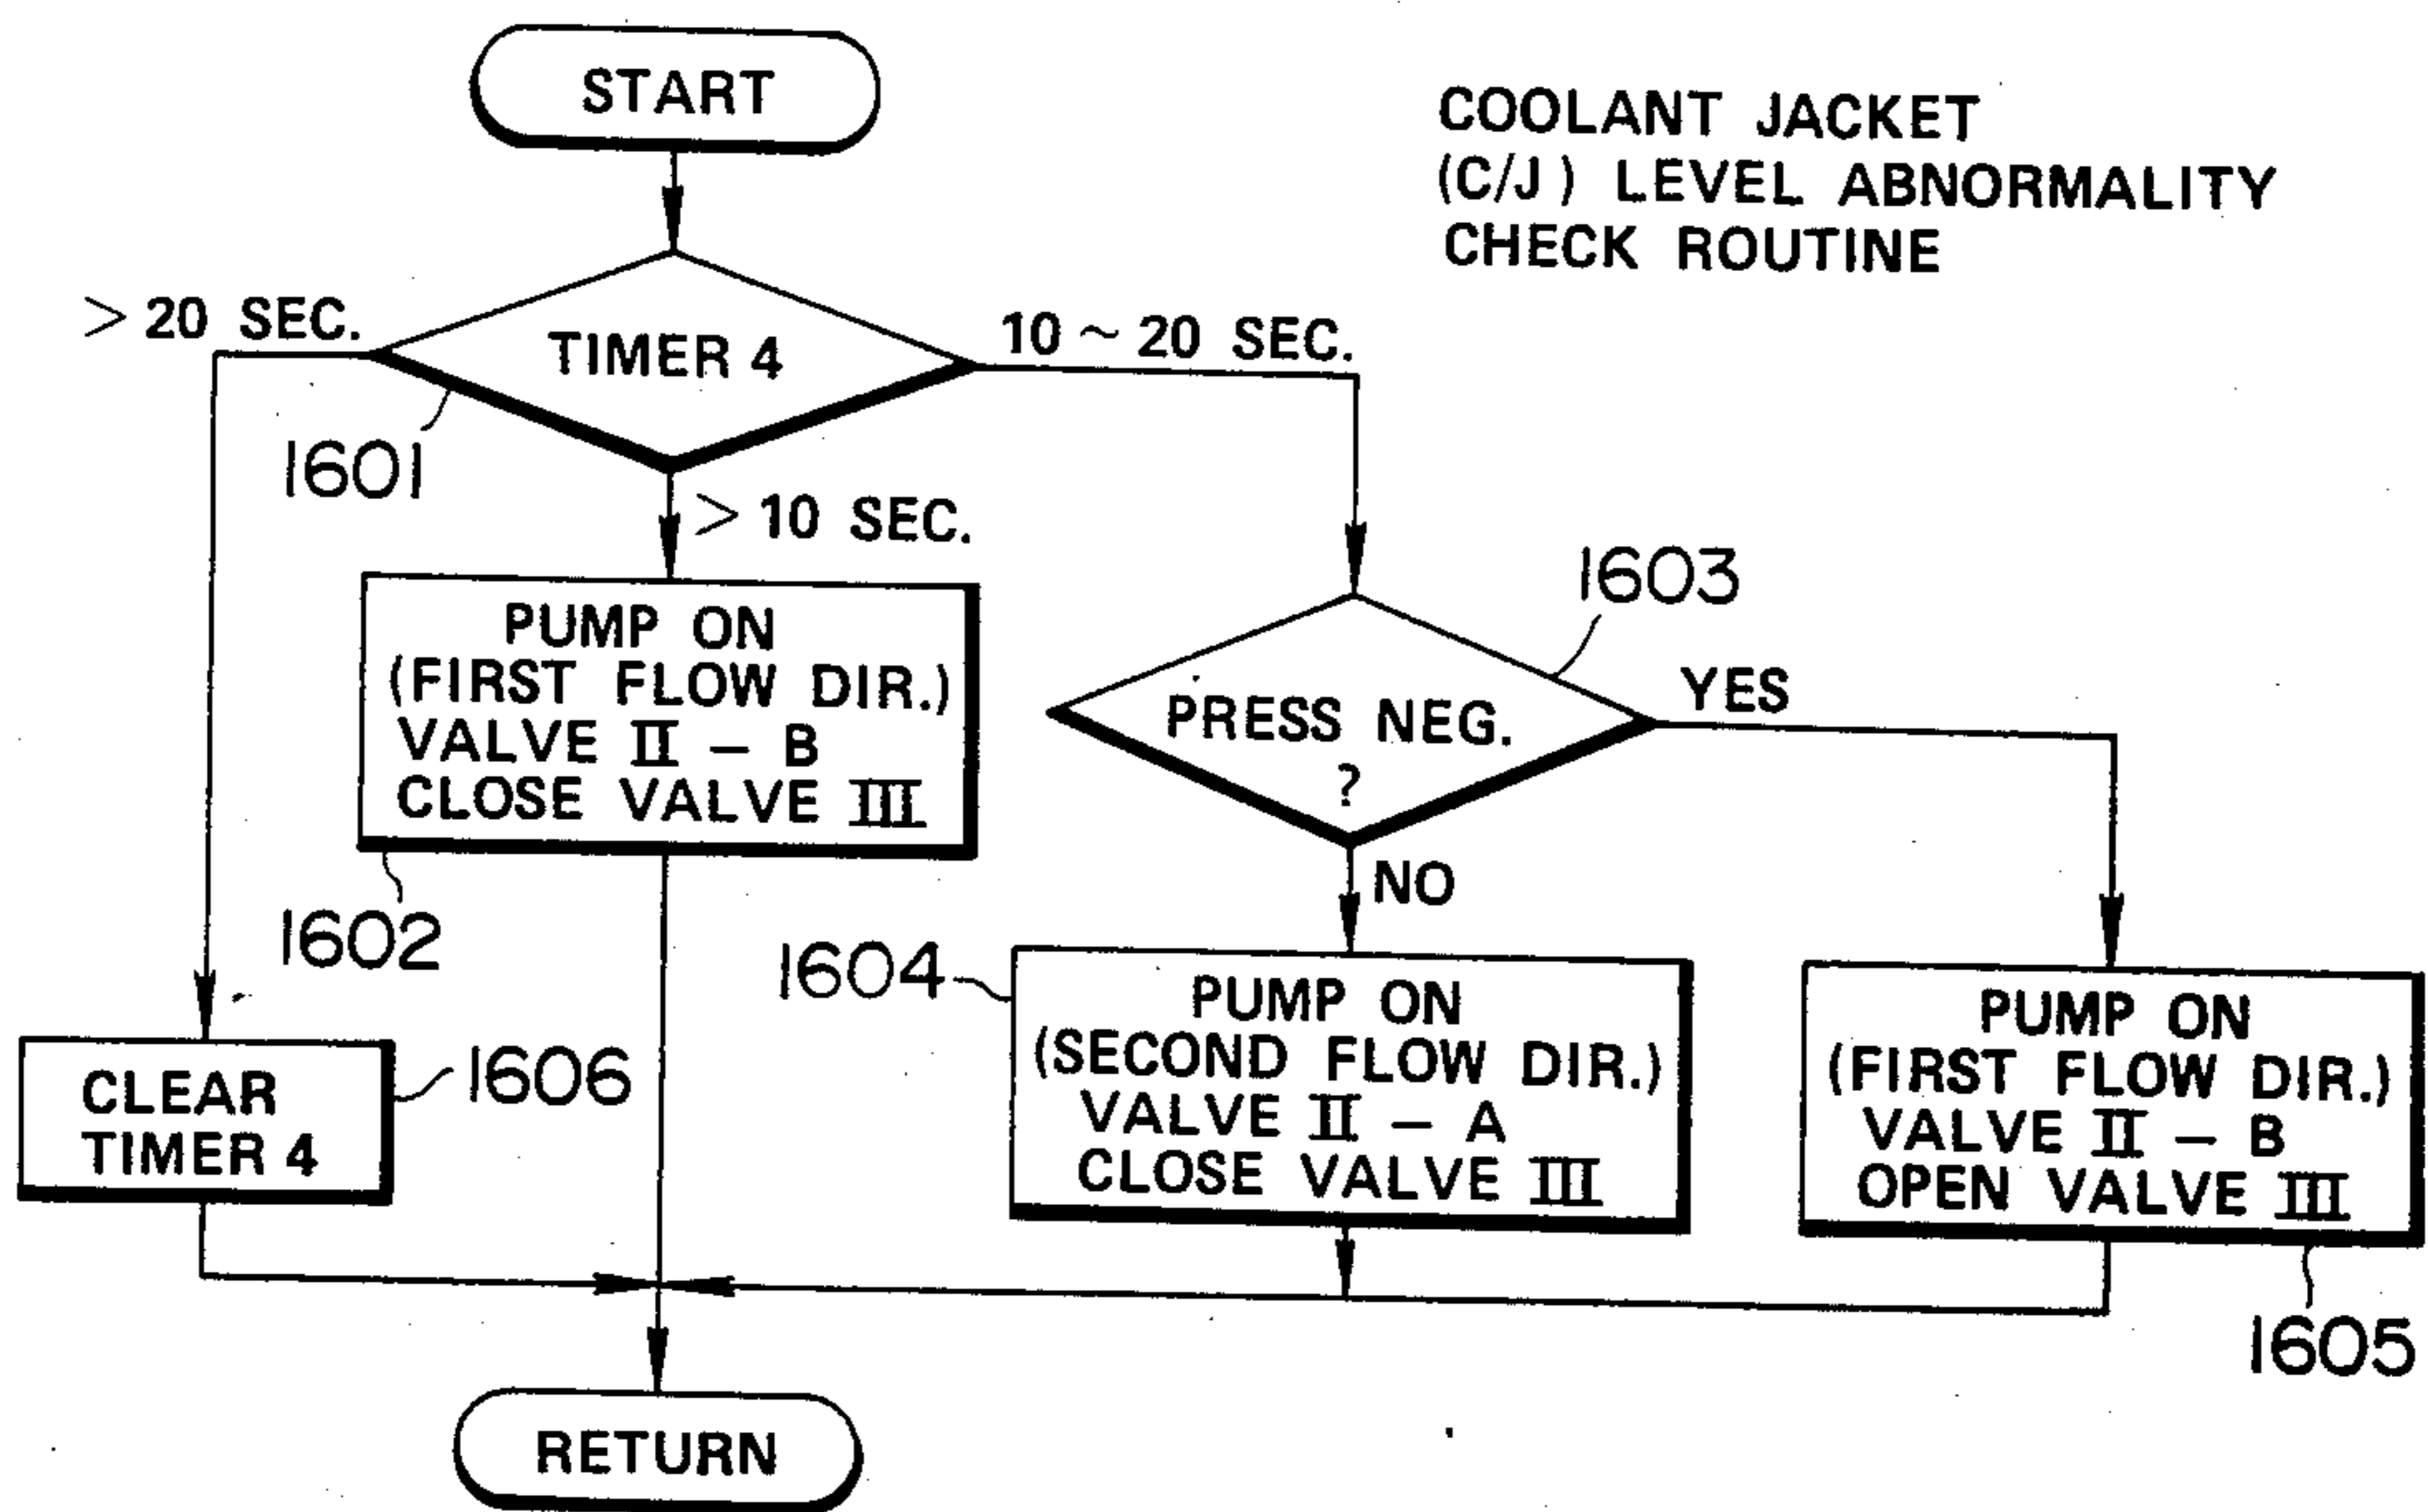 START
COOLANT JACKET
(C/J) LEVEL ABNORMALITY
CHECK ROUTINE
> 20 SEC.
TIMER 4
10 ~ 20 SEC.
1601
> 10 SEC.
PUMP ON
(FIRST FLOW DIR.)
VALVE II – B
CLOSE VALVE III
1602
1603
PRESS NEG.
?
YES
NO
1604
PUMP ON
(SECOND FLOW DIR.)
VALVE II – A
CLOSE VALVE III
PUMP ON
(FIRST FLOW DIR.)
VALVE II – B
OPEN VALVE III
1605
CLEAR
TIMER 4
1606
RETURN